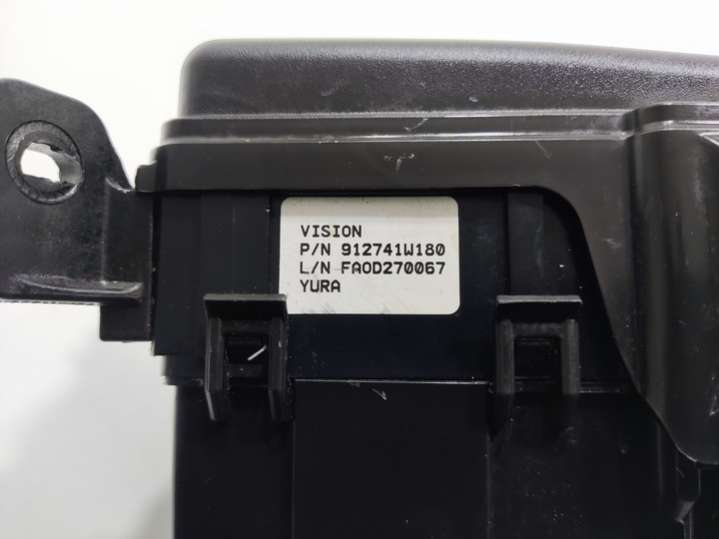 VISION
P/N 912741W180
L/N FA0D270067
YURA